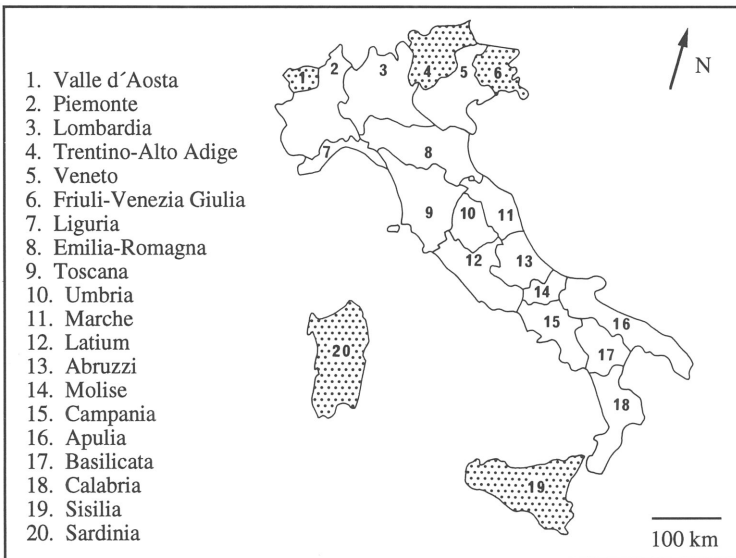 1. Valle d´Aosta
2. Piemonte
3. Lombardia
4. Trentino-Alto Adige
5. Veneto
6. Friuli-Venezia Giulia
7. Liguria
8. Emilia-Romagna
9. Toscana
10. Umbria
11. Marche
12. Latium
13. Abruzzi
14. Molise
15. Campania
16. Apulia
17. Basilicata
18. Calabria
19. Sisilia
20. Sardinia
N
1
2
3
4
5
6
7
8
9
10
11
12
13
14
15
16
17
18
19
20
100 km